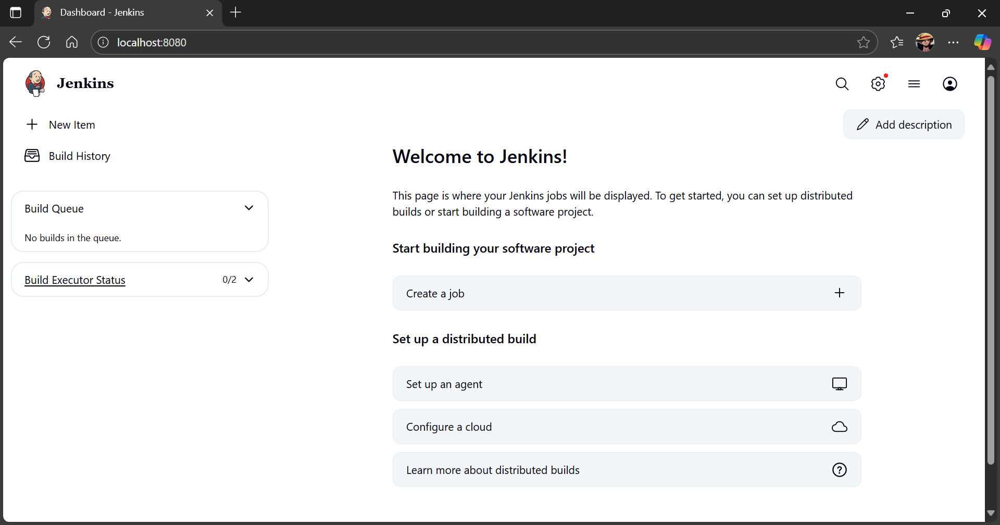 Dashboard - Jenkins
localhost:8080
Jenkins
New Item
Add description
Build History
Welcome to Jenkins!
This page is where your Jenkins jobs will be displayed. To get started, you can set up distributed
builds or start building a software project.
Build Queue
No builds in the queue.
Build Executor Status 0/2
Start building your software project
Create a job
Set up a distributed build
Set up an agent
Configure a cloud
Learn more about distributed builds